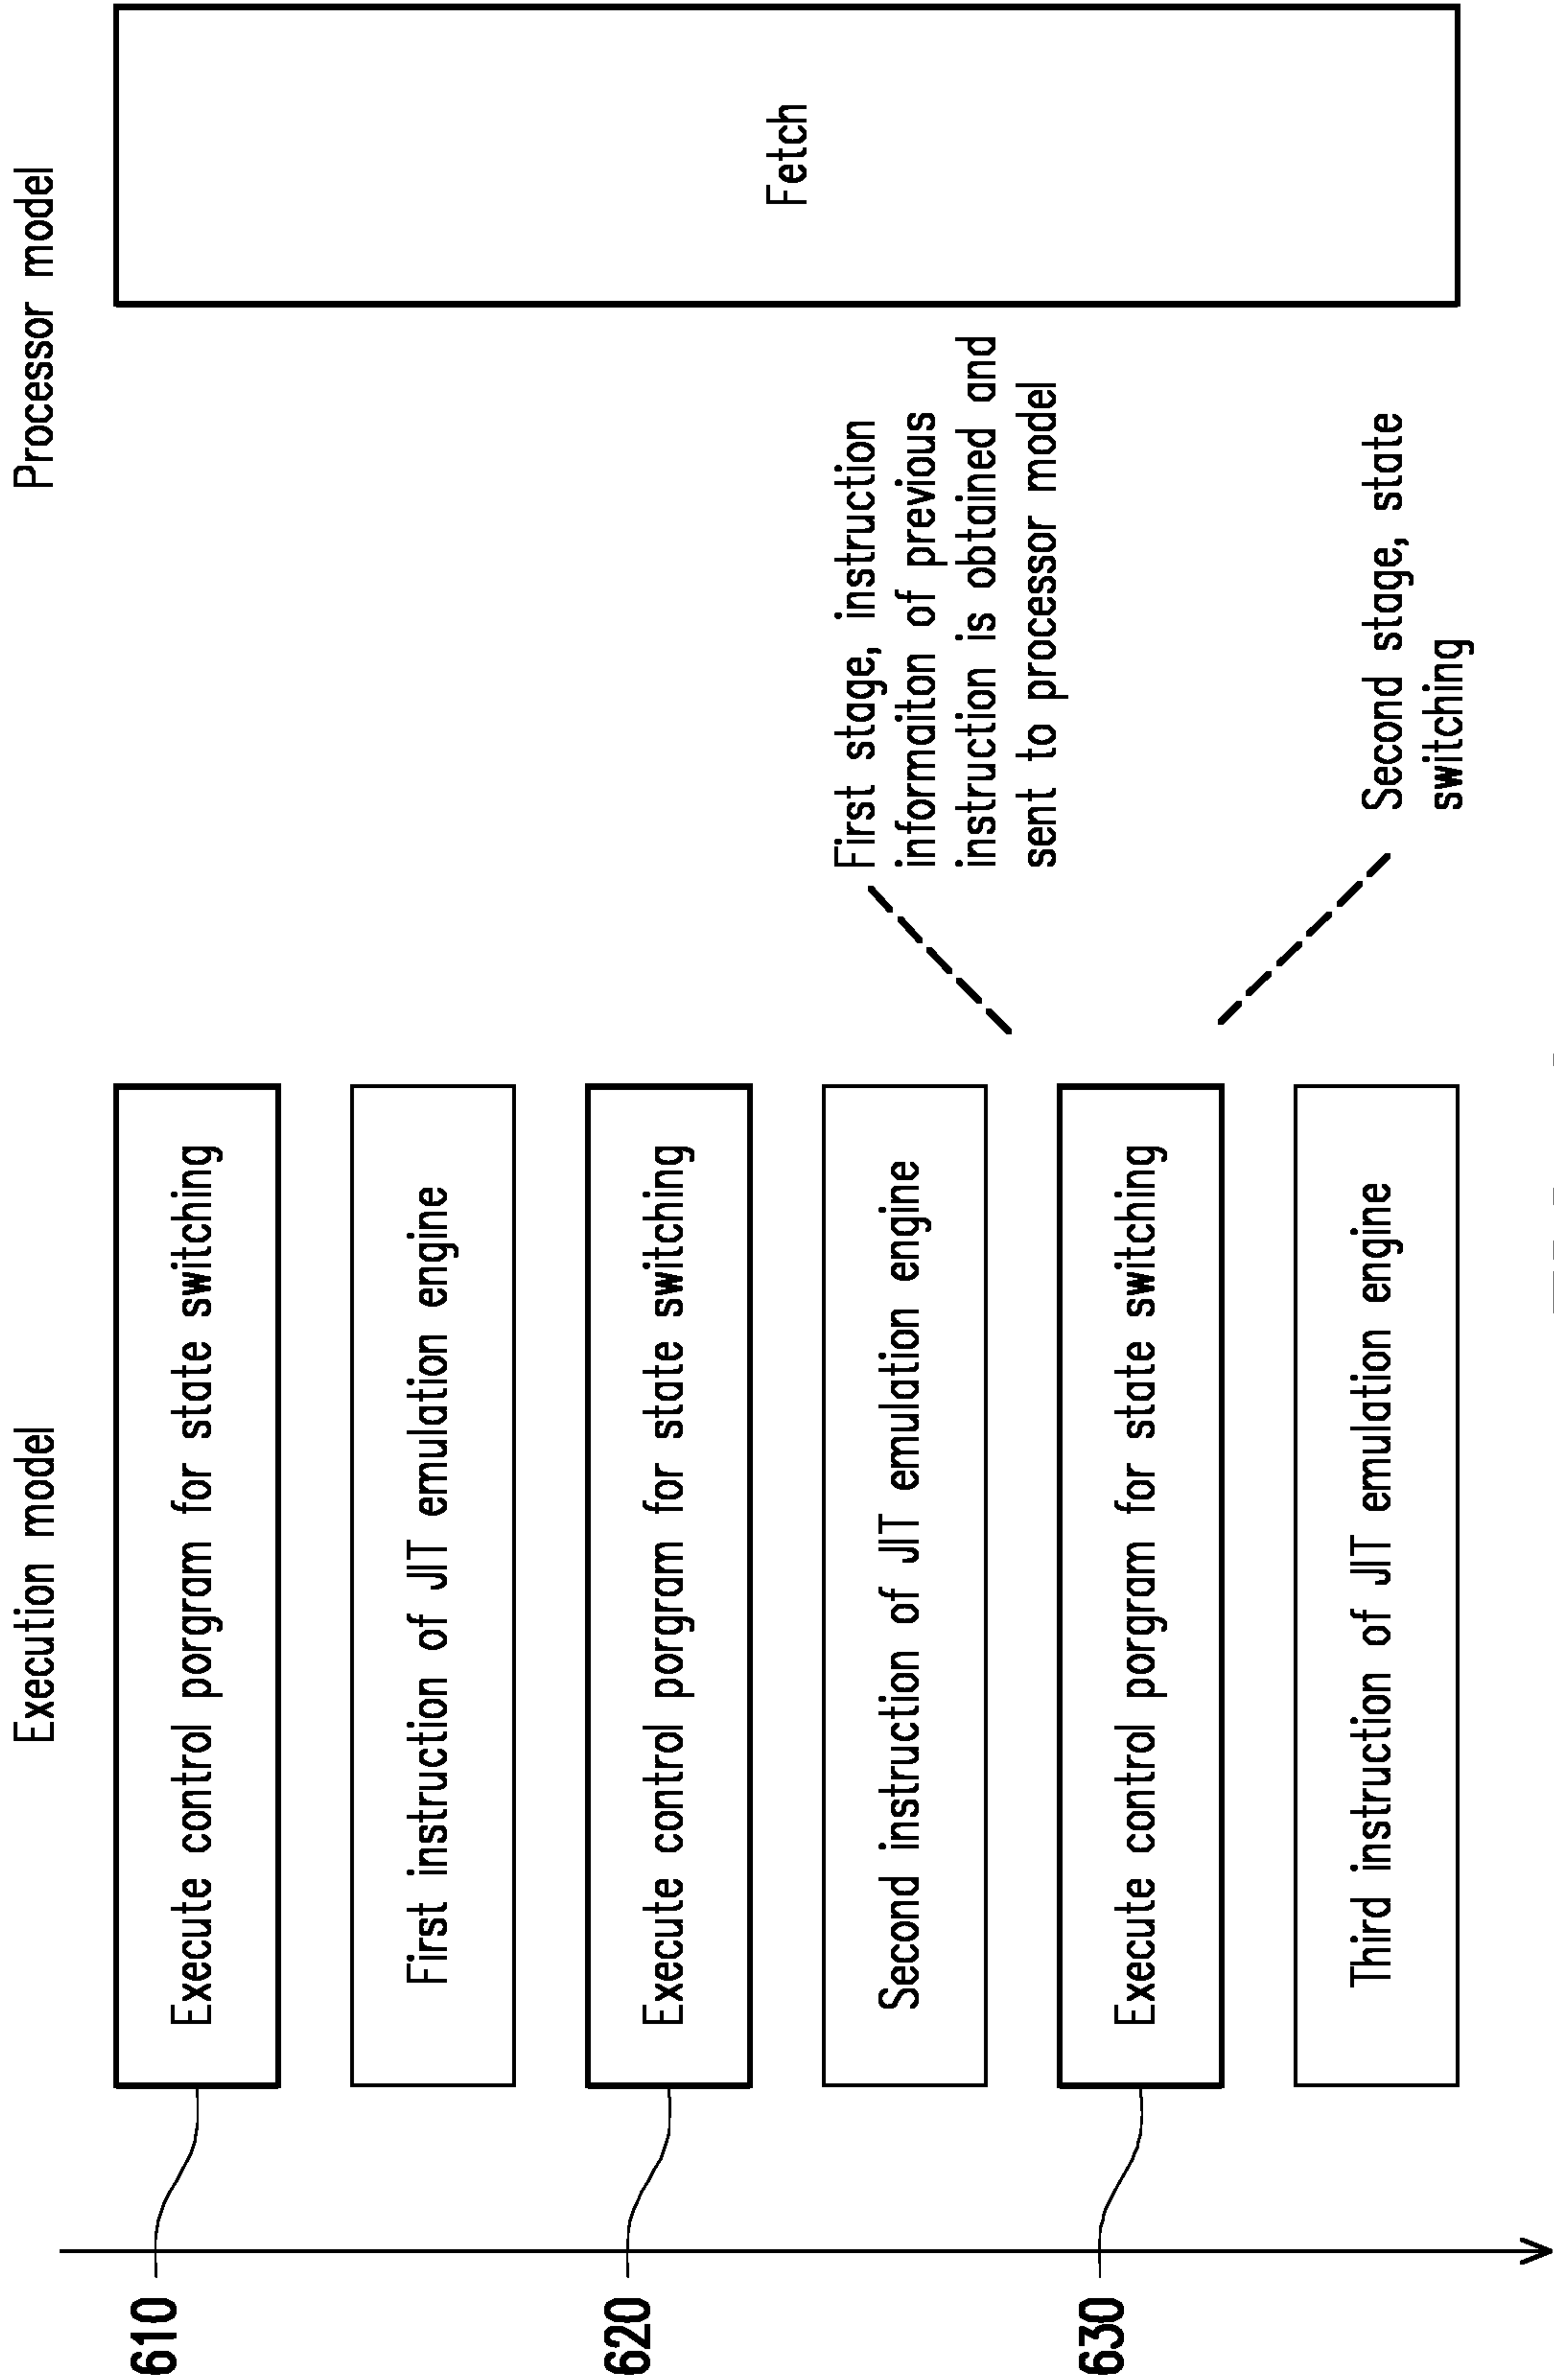 Execution model
Processor model
610
Execute control porgram for state switching
First instruction of JIT emulation engine
620
Execute control porgram for state switching
Second instruction of JIT emulation engine
630
Execute control porgram for state switching
Third instruction of JIT emulation engine
First stage, instruction
informaiton of previous
instruction is obtained and
sent to processor model
Second stage, state
switching
Fetch